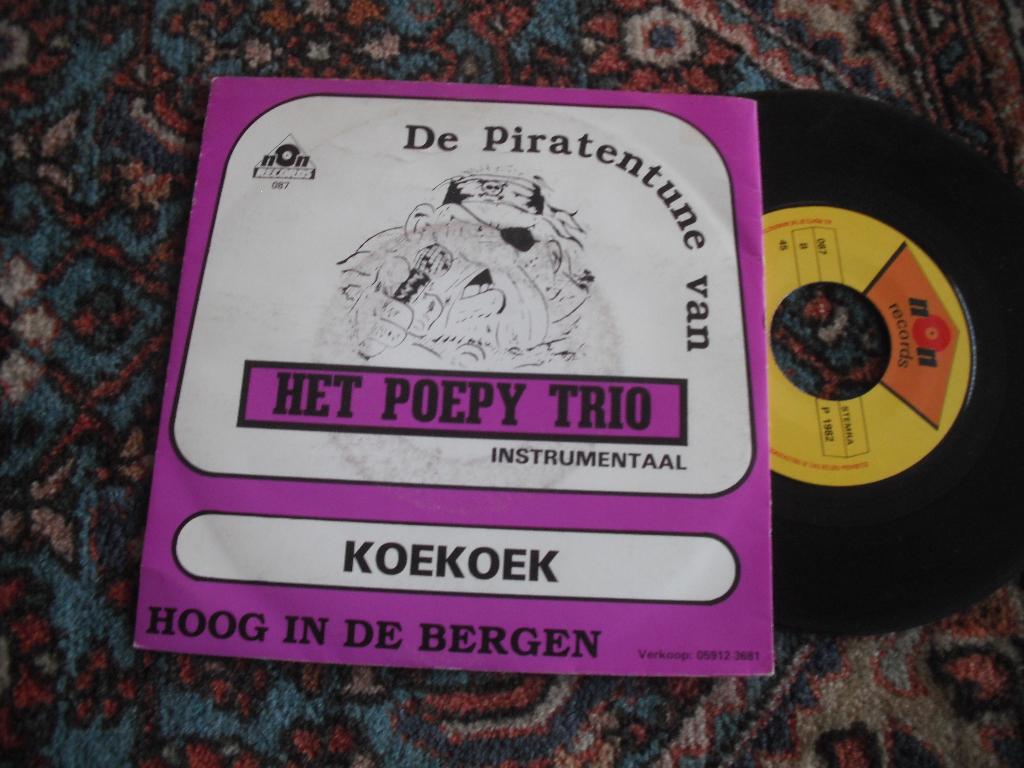 De Piratentune van
non
RECORDS
087
HET POEPY TRIO
INSTRUMENTAAL
KOEKOEK
HOOG IN DE BERGEN
Verkoop: 05912-3681
087
B
45
non
records
STEMRA
P 1982